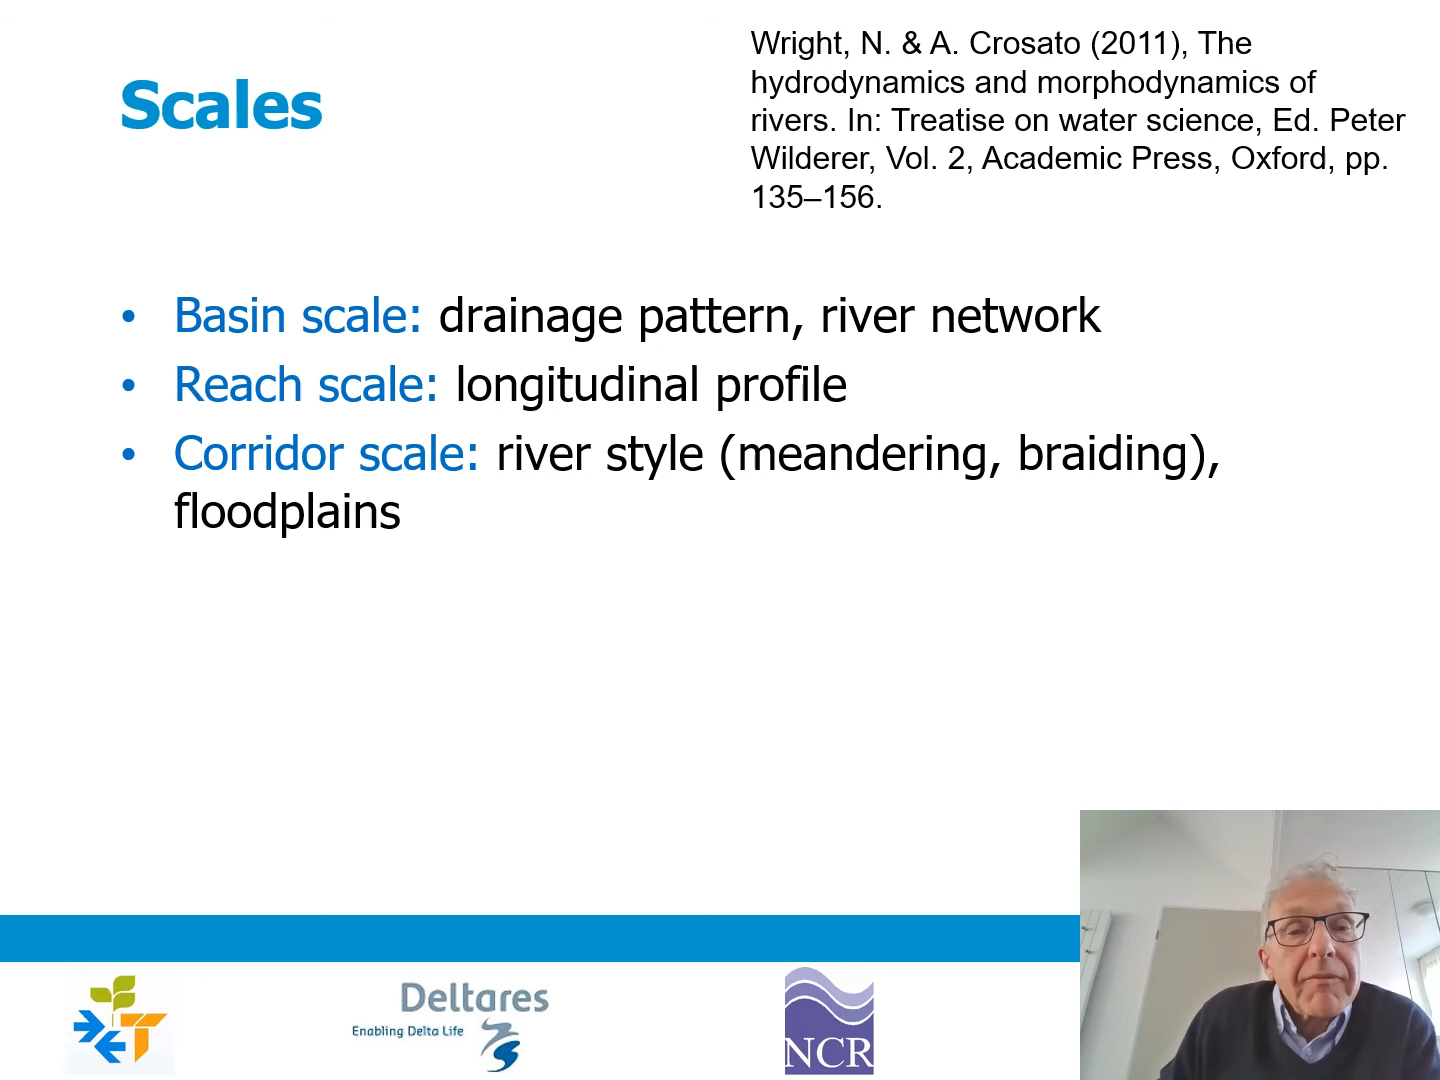 Scales
Wright, N. & A. Crosato (2011), The
hydrodynamics and morphodynamics of
rivers. In: Treatise on water science, Ed. Peter
Wilderer, Vol. 2, Academic Press, Oxford, pp.
135–156.
• Basin scale: drainage pattern, river network
• Reach scale: longitudinal profile
• Corridor scale: river style (meandering, braiding),
floodplains
Deltares
Enabling Delta Life
NCR